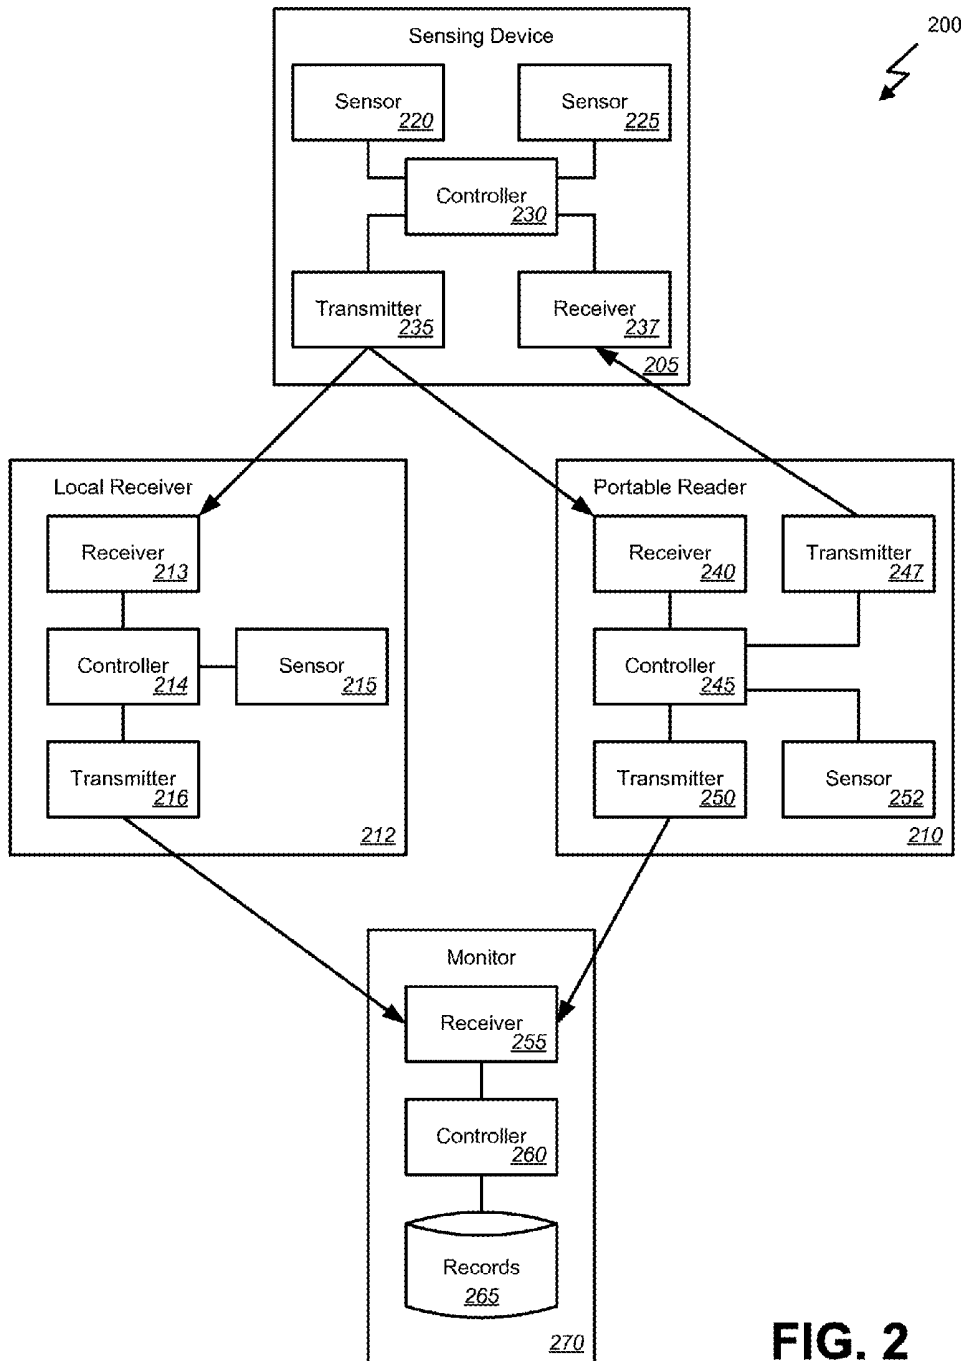 200
Sensing Device
Sensor
220
Sensor
225
Controller
230
Transmitter
235
Receiver
237
205
Local Receiver
Receiver
213
Controller
214
Sensor
215
Transmitter
216
212
Portable Reader
Receiver
240
Transmitter
247
Controller
245
Transmitter
250
Sensor
252
210
Monitor
Receiver
255
Controller
260
Records
265
270
FIG. 2